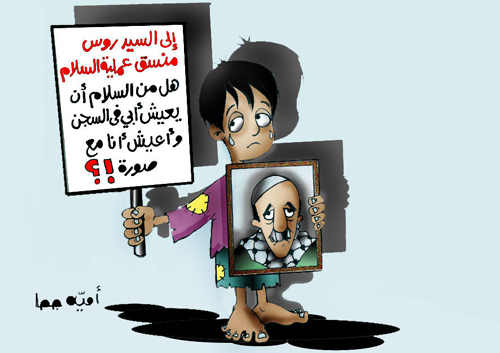 إلى السيد روس
منسق عملية السلام
هل من السلام أن
يعيش أبي في السجن
وأعيش أنا مع
صورة !؟
أميّه جحا